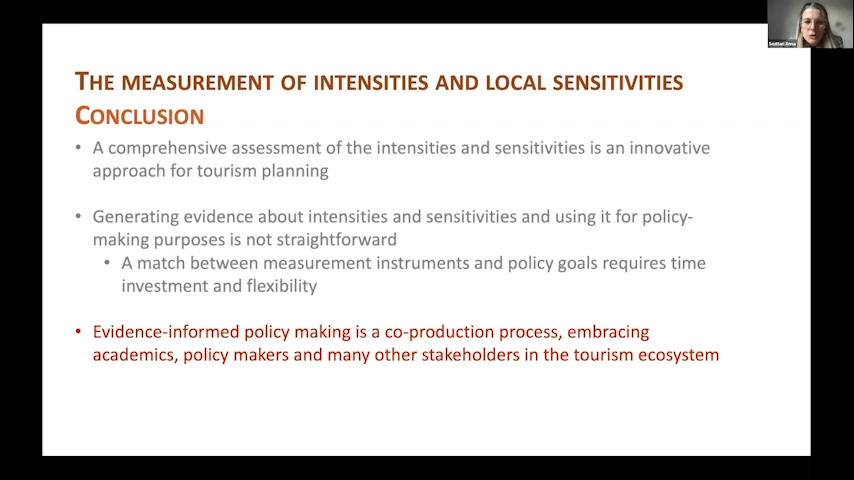 THE MEASUREMENT OF INTENSITIES AND LOCAL SENSITIVITIES
CONCLUSION
• A comprehensive assessment of the intensities and sensitivities is an innovative
approach for tourism planning
• Generating evidence about intensities and sensitivities and using it for policy-
making purposes is not straightforward
• A match between measurement instruments and policy goals requires time
investment and flexibility
• Evidence-informed policy making is a co-production process, embracing
academics, policy makers and many other stakeholders in the tourism ecosystem